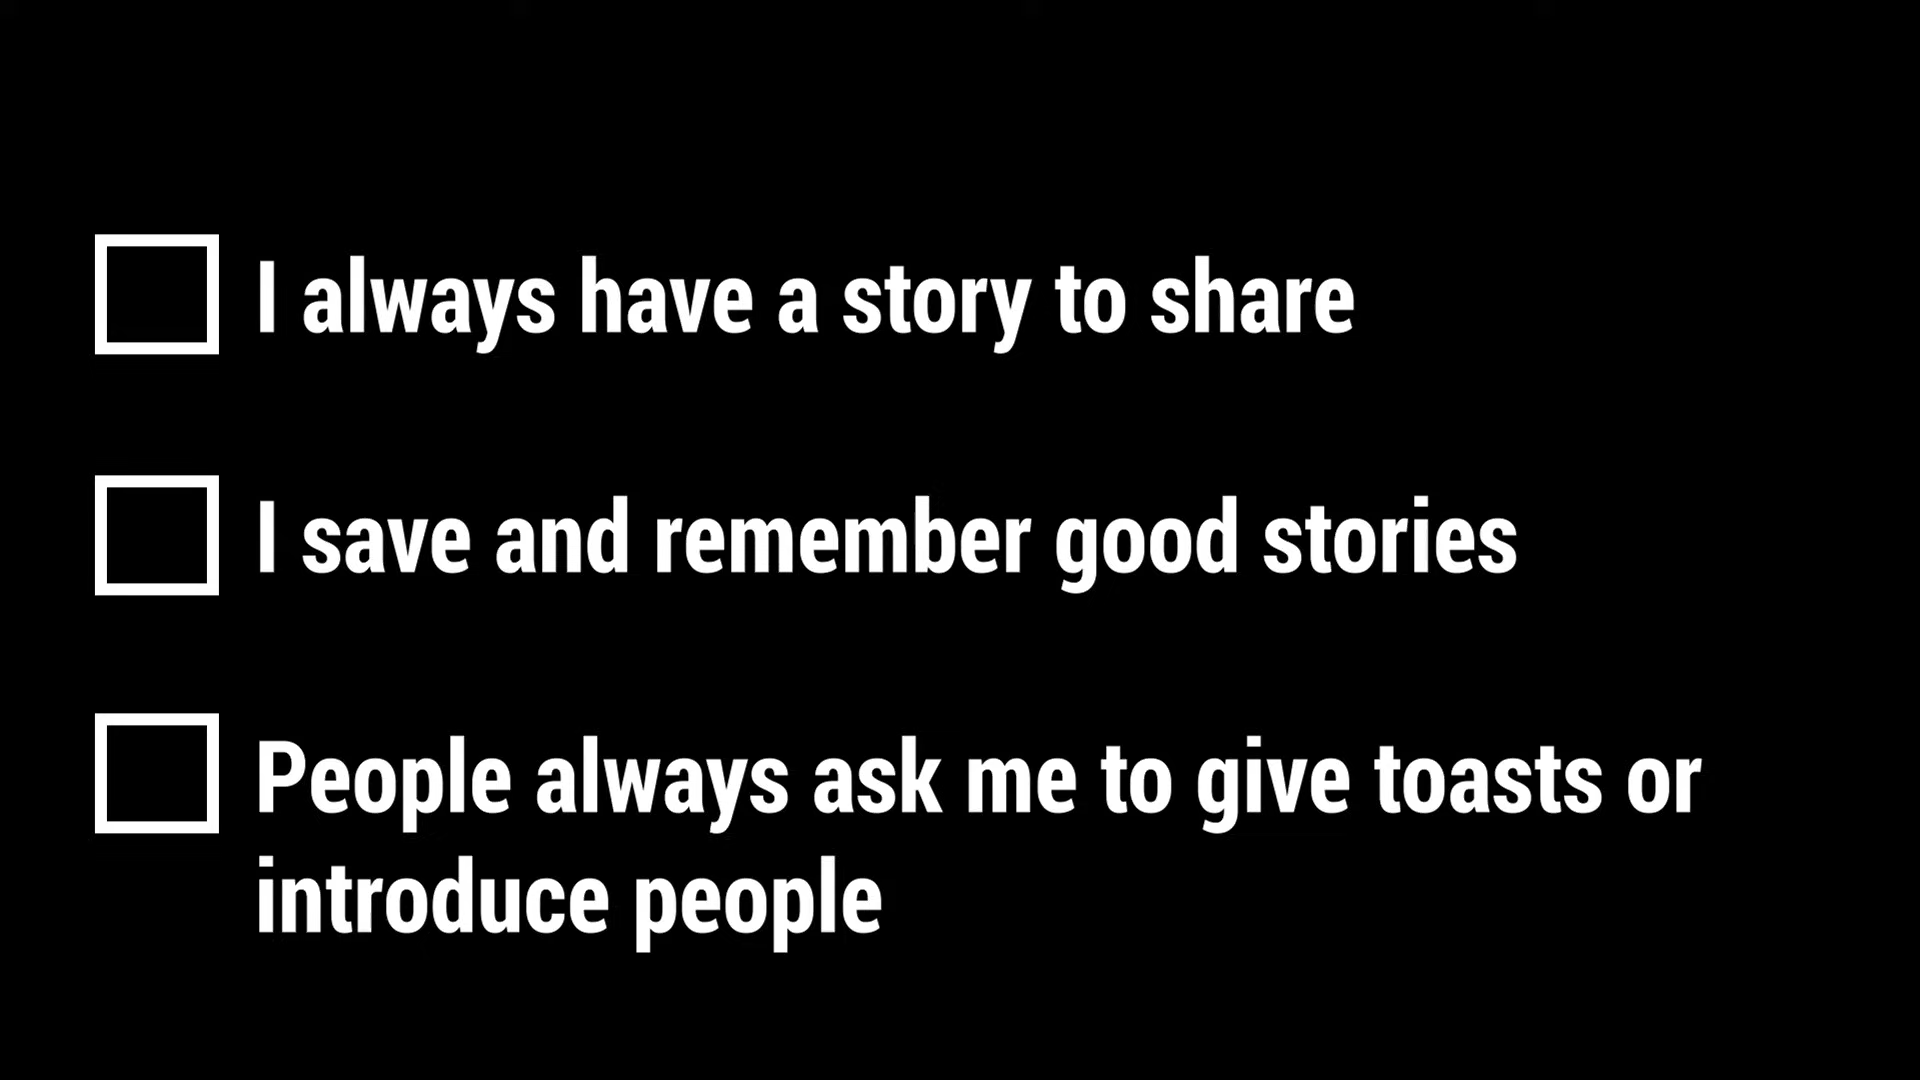 I always have a story to share
I save and remember good stories
People always ask me to give toasts or
introduce people